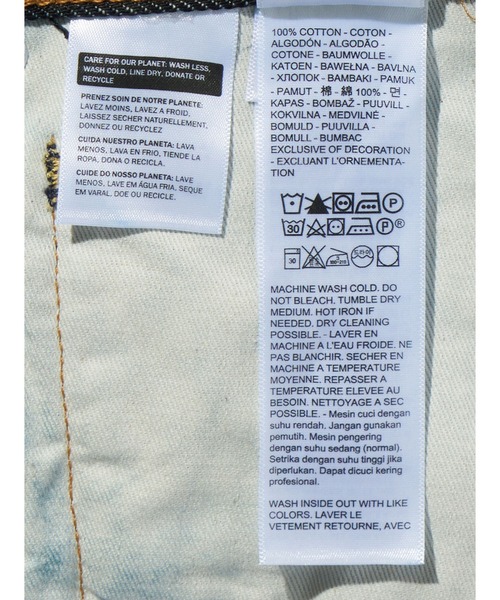 CARE FOR OUR PLANET: WASH LESS,
WASH COLD, LINE DRY, DONATE OR
RECYCLE
PRENEZ SOIN DE NOTRE PLANETE:
LAVEZ MOINS, LAVEZ A FROID,
LAISSEZ SECHER NATURELLEMENT,
DONNEZ OU RECYCLEZ
CUIDA NUESTRO PLANETA: LAVA
MENOS, LAVA EN FRIO, TIENDE LA
ROPA, DONA O RECICLA.
CUIDE DO NOSSO PLANETA: LAVE
MENOS, LAVE EM ÁGUA FRIA, SEQUE
EM VARAL. DOE OU RECICLE.
100% COTTON - COTON -
ALGODÓN - ALGODÃO -
COTONE - BAUMWOLLE -
KATOEN - BAWEŁNA - BAVLNA
- ХЛОПОК - BAMBAKI - PAMUK
- PAMUT - 棉 - 綿 100% - 면 -
KAPAS - BOMBAŽ - PUUVILL -
KOKVILNA - MEDVILNĖ -
BOMULD - PUUVILLA -
BOMULL - BUMBAC
EXCLUSIVE OF DECORATION
- EXCLUANT L'ORNEMENTA-
TION
P
30 P ®
30
MACHINE WASH COLD. DO
NOT BLEACH. TUMBLE DRY
MEDIUM. HOT IRON IF
NEEDED. DRY CLEANING
POSSIBLE. - LAVER EN
MACHINE A L'EAU FROIDE. NE
PAS BLANCHIR. SECHER EN
MACHINE A TEMPERATURE
MOYENNE. REPASSER A
TEMPERATURE ELEVEE AU
BESOIN. NETTOYAGE A SEC
POSSIBLE. - Mesin cuci dengan
suhu rendah. Jangan gunakan
pemutih. Mesin pengering
dengan suhu sedang (normal).
Setrika dengan suhu tinggi jika
diperlukan. Dapat dicuci kering
profesional.
WASH INSIDE OUT WITH LIKE
COLORS. LAVER LE
VETEMENT RETOURNE, AVEC